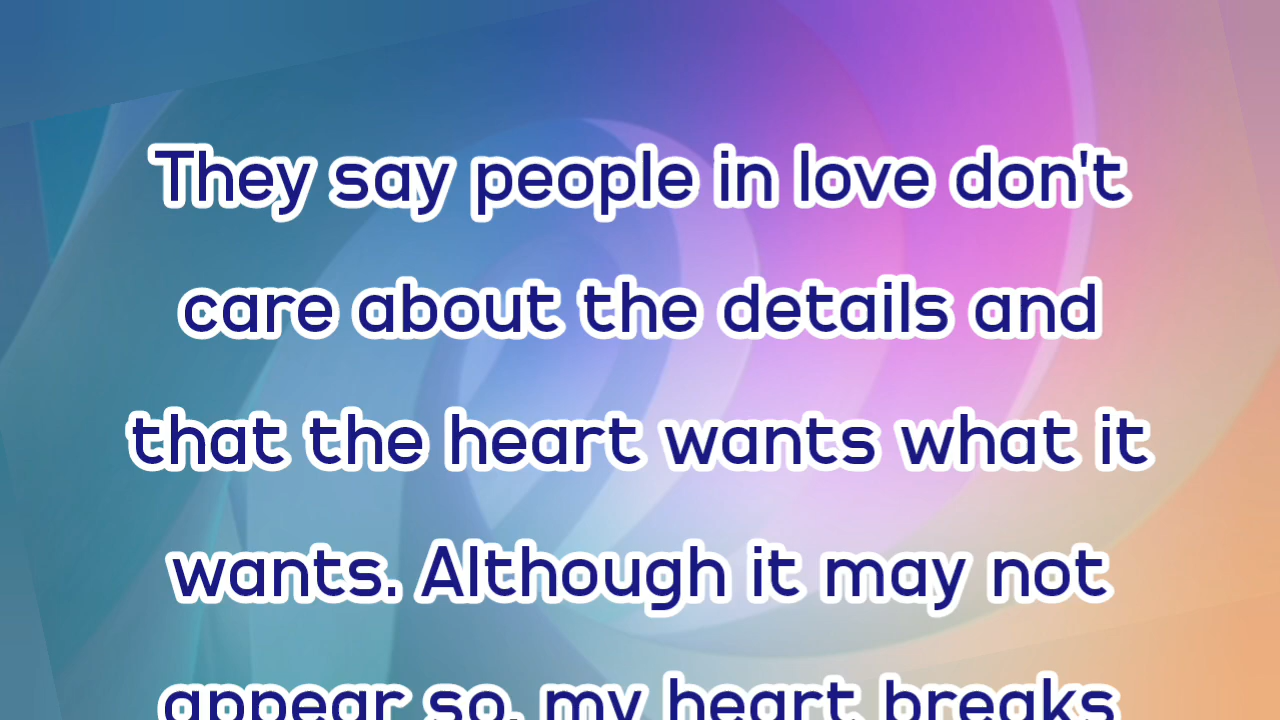 They say people in love don't
care about the details and
that the heart wants what it
wants. Although it may not
appear so, my heart breaks